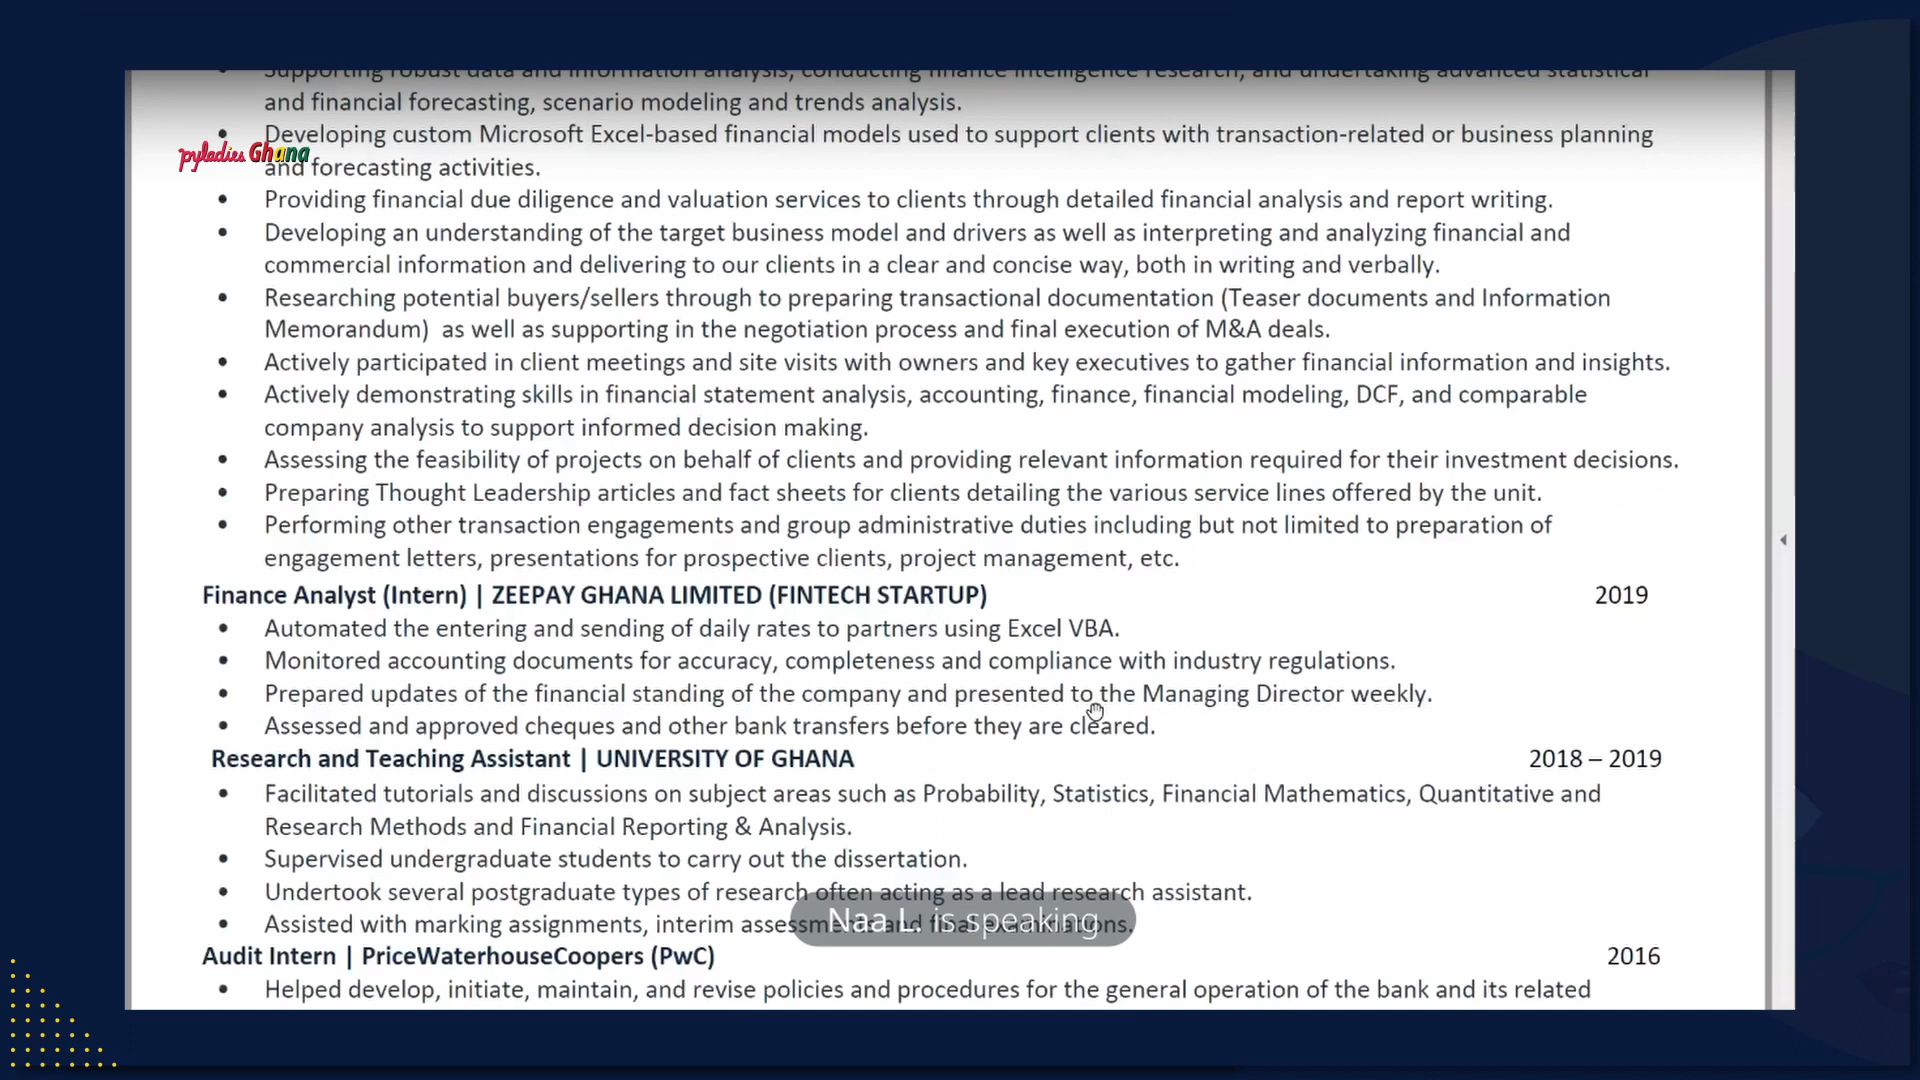 Supporting robust data and information analysis, conducting finance intelligence research, and undertaking advanced statistical
and financial forecasting, scenario modeling and trends analysis.
• Developing custom Microsoft Excel-based financial models used to support clients with transaction-related or business planning
and forecasting activities.
pyladies Ghana
• Providing financial due diligence and valuation services to clients through detailed financial analysis and report writing.
• Developing an understanding of the target business model and drivers as well as interpreting and analyzing financial and
commercial information and delivering to our clients in a clear and concise way, both in writing and verbally.
• Researching potential buyers/sellers through to preparing transactional documentation (Teaser documents and Information
Memorandum) as well as supporting in the negotiation process and final execution of M&A deals.
• Actively participated in client meetings and site visits with owners and key executives to gather financial information and insights.
• Actively demonstrating skills in financial statement analysis, accounting, finance, financial modeling, DCF, and comparable
company analysis to support informed decision making.
• Assessing the feasibility of projects on behalf of clients and providing relevant information required for their investment decisions.
• Preparing Thought Leadership articles and fact sheets for clients detailing the various service lines offered by the unit.
• Performing other transaction engagements and group administrative duties including but not limited to preparation of
engagement letters, presentations for prospective clients, project management, etc.
Finance Analyst (Intern) | ZEEPAY GHANA LIMITED (FINTECH STARTUP) 2019
• Automated the entering and sending of daily rates to partners using Excel VBA.
• Monitored accounting documents for accuracy, completeness and compliance with industry regulations.
• Prepared updates of the financial standing of the company and presented to the Managing Director weekly.
• Assessed and approved cheques and other bank transfers before they are cleared.
Research and Teaching Assistant | UNIVERSITY OF GHANA 2018 – 2019
• Facilitated tutorials and discussions on subject areas such as Probability, Statistics, Financial Mathematics, Quantitative and
Research Methods and Financial Reporting & Analysis.
• Supervised undergraduate students to carry out the dissertation.
• Undertook several postgraduate types of research often acting as a lead research assistant.
• Assisted with marking assignments, interim assessments and final examinations.
Naa L. is speaking
Audit Intern | PriceWaterhouseCoopers (PwC) 2016
• Helped develop, initiate, maintain, and revise policies and procedures for the general operation of the bank and its related